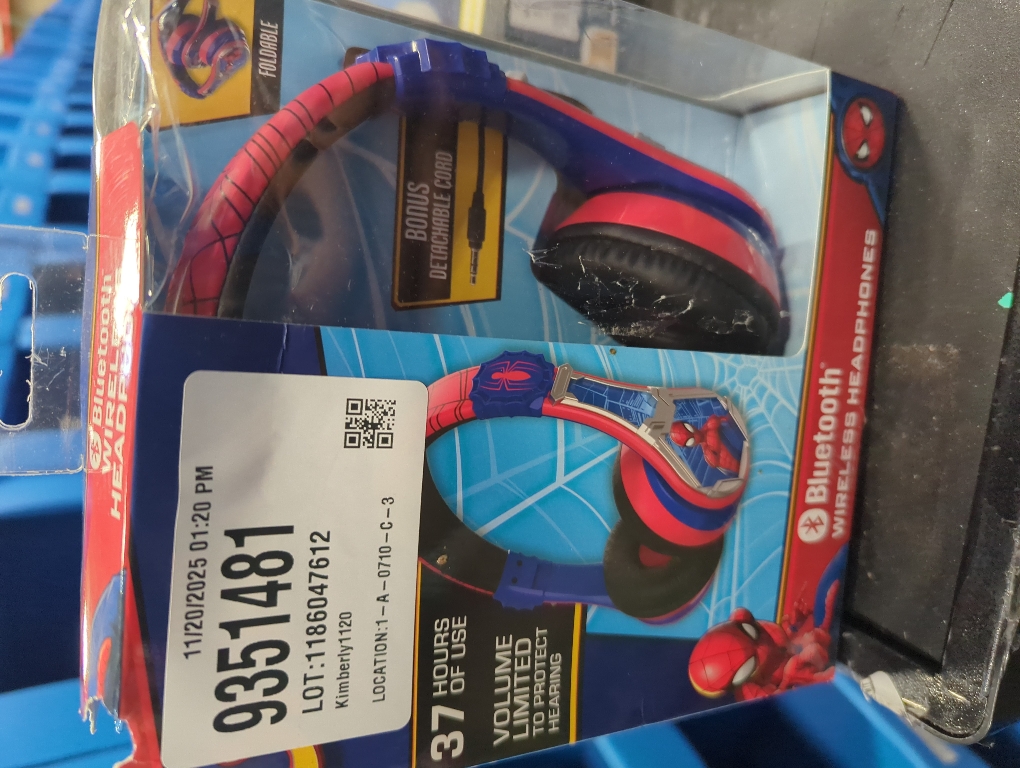 FOLDABLE
BONUS
DETACHABLE CORD
Bluetooth®
WIRELESS HEADPHONES
Bluetooth
WIRELESS
11/20/2025 01:20 PM
9351481
LOT:1186047612
Kimberly1120
LOCATION:1-A-0710-C-3
37 HOURS
OF USE
VOLUME
LIMITED
TO PROTECT
HEARING